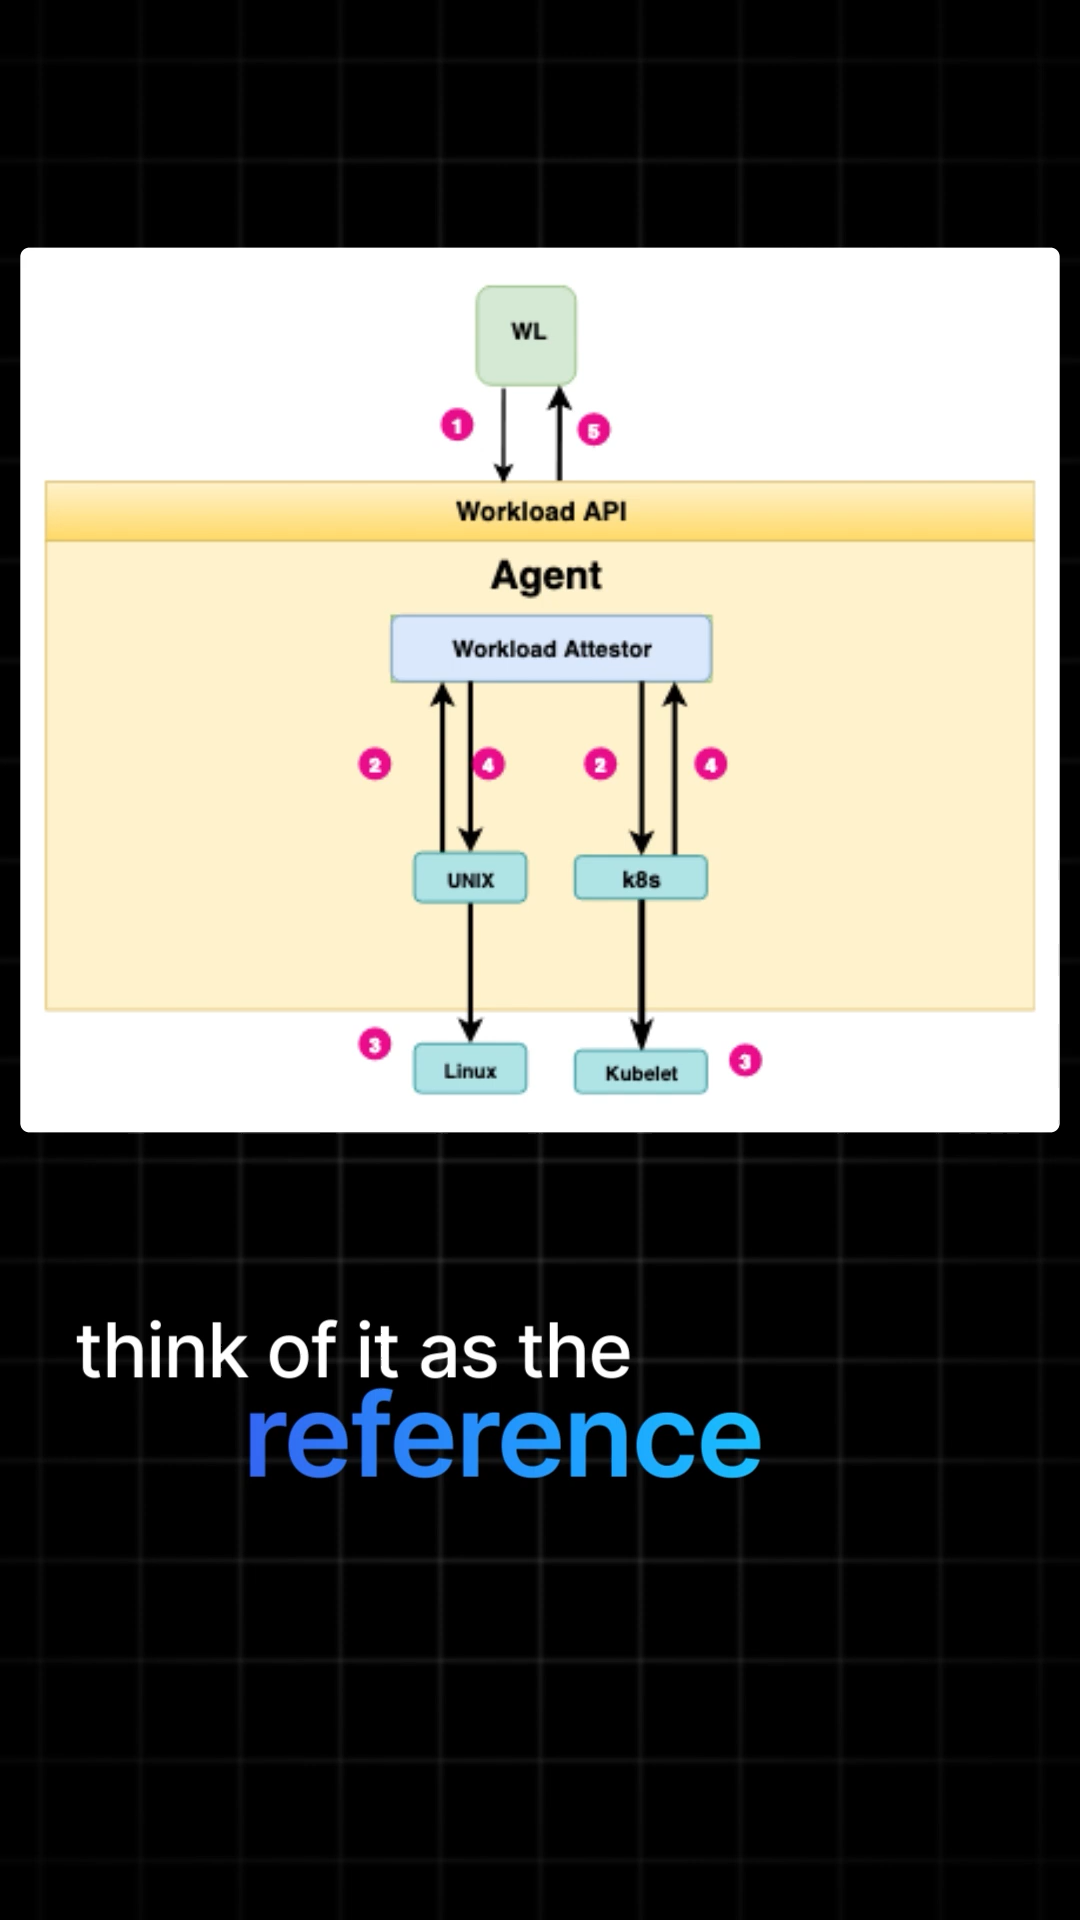 WL
1
5
Workload API
Agent
Workload Attestor
2
4
2
4
UNIX
k8s
3
Linux
Kubelet
3
think of it as the
reference